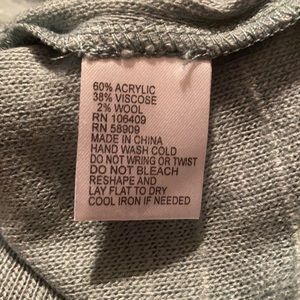 60% ACRYLIC
38% VISCOSE
2% WOOL
RN 106409
RN 58909
MADE IN CHINA
HAND WASH COLD
DO NOT WRING OR TWIST
DO NOT BLEACH
RESHAPE AND
LAY FLAT TO DRY
COOL IRON IF NEEDED